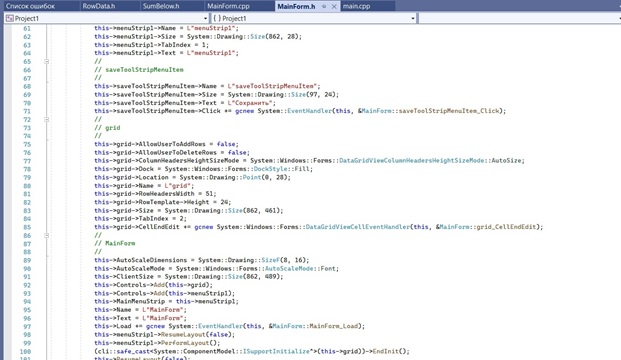 Список ошибок RowData.h SumBelow.h MainForm.cpp MainForm.h main.cpp
Project1 { } Project1
61 this->menuStrip1->Name = L"menuStrip1";
62 this->menuStrip1->Size = System::Drawing::Size(862, 28);
63 this->menuStrip1->TabIndex = 1;
64 this->menuStrip1->Text = L"menuStrip1";
65 //
66 // saveToolStripMenuItem
67 //
68 this->saveToolStripMenuItem->Name = L"saveToolStripMenuItem";
69 this->saveToolStripMenuItem->Size = System::Drawing::Size(97, 24);
70 this->saveToolStripMenuItem->Text = L"Сохранить";
71 this->saveToolStripMenuItem->Click += gcnew System::EventHandler(this, &MainForm::saveToolStripMenuItem_Click);
72 //
73 // grid
74 //
75 this->grid->AllowUserToAddRows = false;
76 this->grid->AllowUserToDeleteRows = false;
77 this->grid->ColumnHeadersHeightSizeMode = System::Windows::Forms::DataGridViewColumnHeadersHeightSizeMode::AutoSize;
78 this->grid->Dock = System::Windows::Forms::DockStyle::Fill;
79 this->grid->Location = System::Drawing::Point(0, 28);
80 this->grid->Name = L"grid";
81 this->grid->RowHeadersWidth = 51;
82 this->grid->RowTemplate->Height = 24;
83 this->grid->Size = System::Drawing::Size(862, 461);
84 this->grid->TabIndex = 2;
85 this->grid->CellEndEdit += gcnew System::Windows::Forms::DataGridViewCellEventHandler(this, &MainForm::grid_CellEndEdit);
86 //
87 // MainForm
88 //
89 this->AutoScaleDimensions = System::Drawing::SizeF(8, 16);
90 this->AutoScaleMode = System::Windows::Forms::AutoScaleMode::Font;
91 this->ClientSize = System::Drawing::Size(862, 489);
92 this->Controls->Add(this->grid);
93 this->Controls->Add(this->menuStrip1);
94 this->MainMenuStrip = this->menuStrip1;
95 this->Name = L"MainForm";
96 this->Text = L"MainForm";
97 this->Load += gcnew System::EventHandler(this, &MainForm::MainForm_Load);
98 this->menuStrip1->ResumeLayout(false);
99 this->menuStrip1->PerformLayout();
100 (cli::safe_cast<System::ComponentModel::ISupportInitialize^>(this->grid))->EndInit();